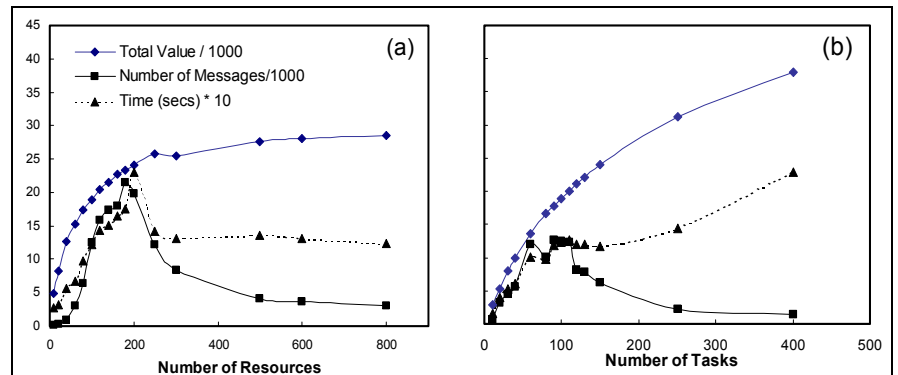 45
40
35
30
25
20
15
10
5
0
Total Value / 1000
Number of Messages/1000
Time (secs) * 10
(a)
0 200 400 600 800
Number of Resources
(b)
0 100 200 300 400 500
Number of Tasks